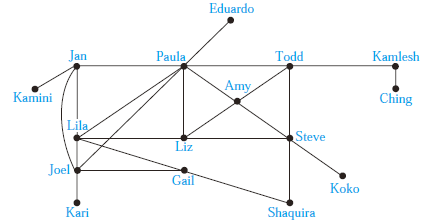 Eduardo
Jan
Paula
Todd
Kamlesh
Kamini
Amy
Ching
Lila
Liz
Steve
Joel
Gail
Koko
Kari
Shaquira